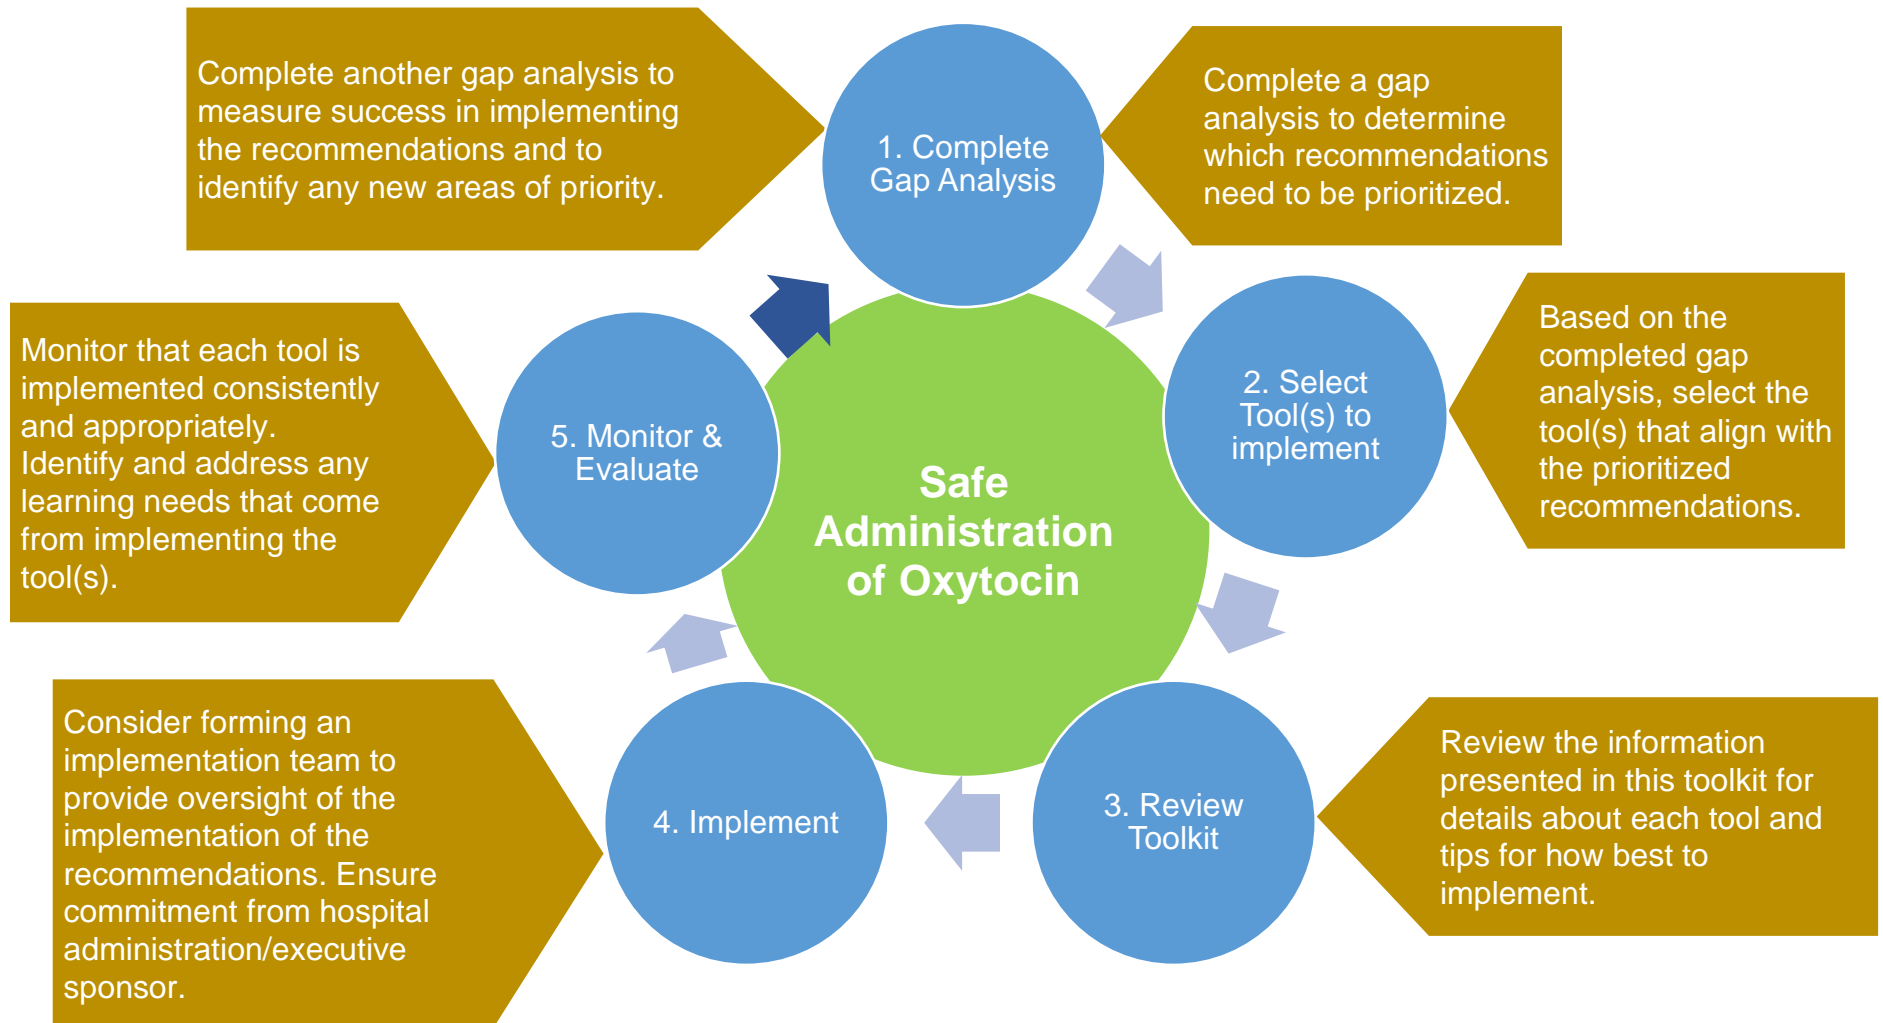 Complete another gap analysis to
measure success in implementing
the recommendations and to
identify any new areas of priority.
1. Complete
Gap Analysis
Complete a gap
analysis to determine
which recommendations
need to be prioritized.
Based on the
completed gap
analysis, select the
tool(s) that align with
the prioritized
recommendations.
2. Select
Tool(s) to
implement
Monitor that each tool is
implemented consistently
and appropriately.
Identify and address any
learning needs that come
from implementing the
tool(s).
5. Monitor &
Evaluate
Safe
Administration
of Oxytocin
Consider forming an
implementation team to
provide oversight of the
implementation of the
recommendations. Ensure
commitment from hospital
administration/executive
sponsor.
4. Implement
3. Review
Toolkit
Review the information
presented in this toolkit for
details about each tool and
tips for how best to
implement.